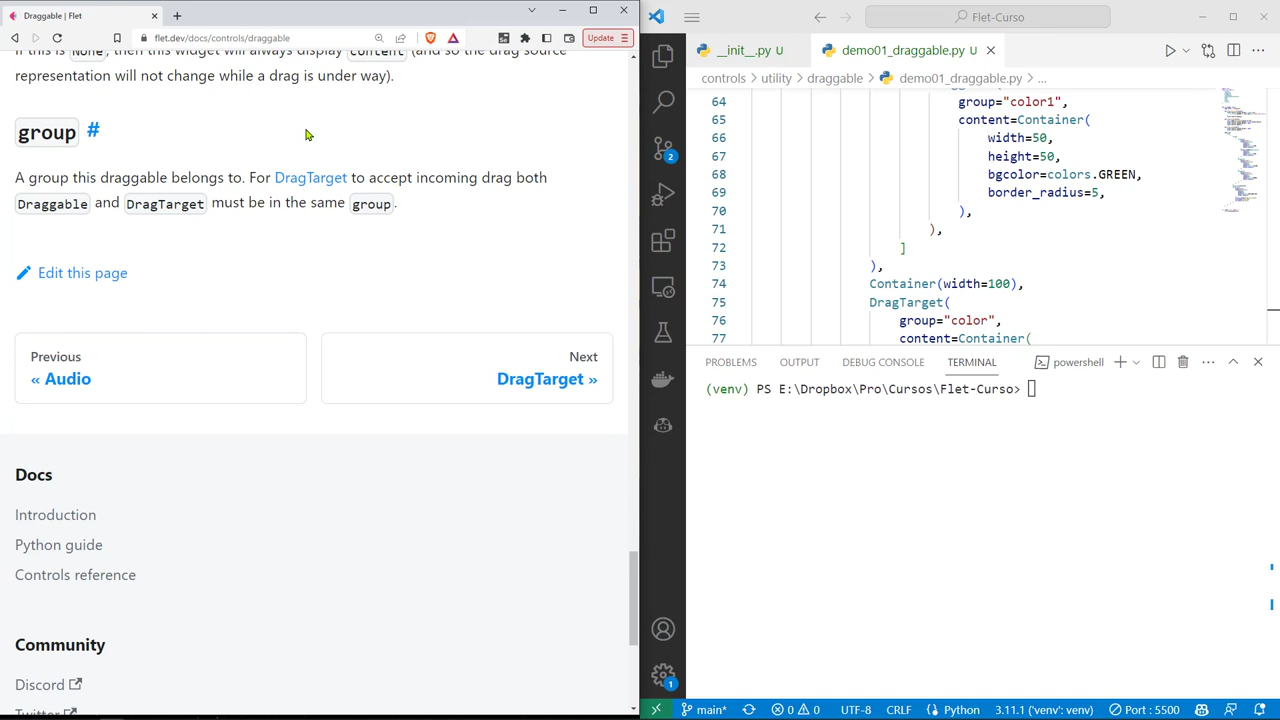 Draggable | Flet
flet.dev/docs/controls/draggable
Update
If this is None, then this widget will always display content (and so the drag source
representation will not change while a drag is under way).
group #
A group this draggable belongs to. For DragTarget to accept incoming drag both
Draggable and DragTarget must be in the same group.
Edit this page
Previous
« Audio
Next
DragTarget »
Docs
Introduction
Python guide
Controls reference
Community
Discord
Twitter
Flet-Curso
__init__.py U
demo01_draggable.py U
controls
utility
draggable
demo01_draggable.py
...
64 group="color1",
65 content=Container(
66 width=50,
67 height=50,
68 bgcolor=colors.GREEN,
69 border_radius=5,
70 ),
71 ),
72 ]
73 ),
74 Container(width=100),
75 DragTarget(
76 group="color",
77 content=Container(
PROBLEMS OUTPUT DEBUG CONSOLE TERMINAL
powershell
(venv) PS E:\Dropbox\Pro\Cursos\Flet-Curso>
2
1
main* 0 0 UTF-8 CRLF Python 3.11.1 ('venv': venv) Port : 5500